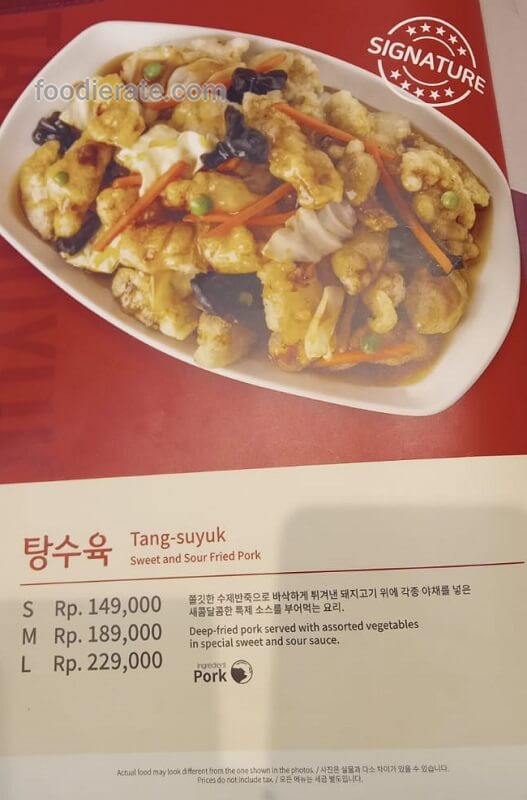 SIGNATURE
foodierate.com
탕수육
Tang-suyuk
Sweet and Sour Fried Pork
S Rp. 149,000
M Rp. 189,000
L Rp. 229,000
쫄깃한 수제반죽으로 바삭하게 튀겨낸 돼지고기 위에 각종 야채를 넣은
새콤달콤한 특제 소스를 부어먹는 요리.
Deep-fried pork served with assorted vegetables
in special sweet and sour sauce.
Ingredient
Pork
Actual food may look different from the one shown in the photos. / 사진은 실물과 다소 차이가 있을 수 있습니다.
Prices do not include tax. / 모든 메뉴는 세금 별도입니다.